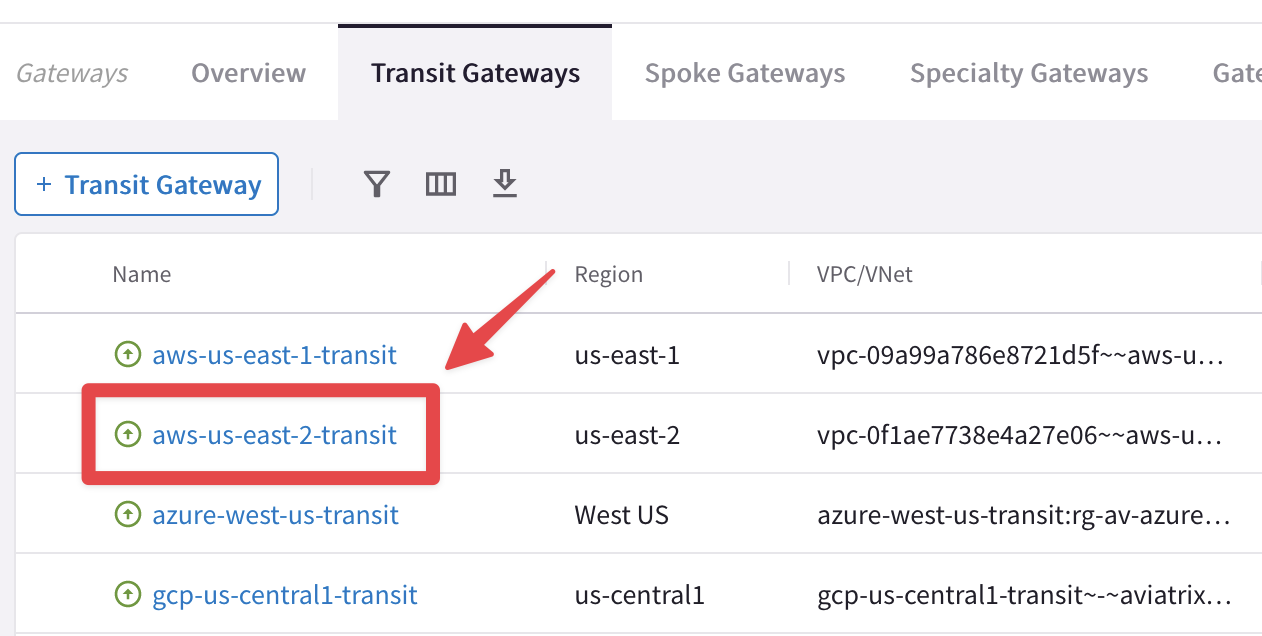 Gateways Overview Transit Gateways Spoke Gateways Specialty Gateways Gate
+ Transit Gateway
Name Region VPC/VNet
aws-us-east-1-transit us-east-1 vpc-09a99a786e8721d5f~~aws-u...
aws-us-east-2-transit us-east-2 vpc-0f1ae7738e4a27e06~~aws-u...
azure-west-us-transit West US azure-west-us-transit:rg-av-azure...
gcp-us-central1-transit us-central1 gcp-us-central1-transit~-~aviatrix...